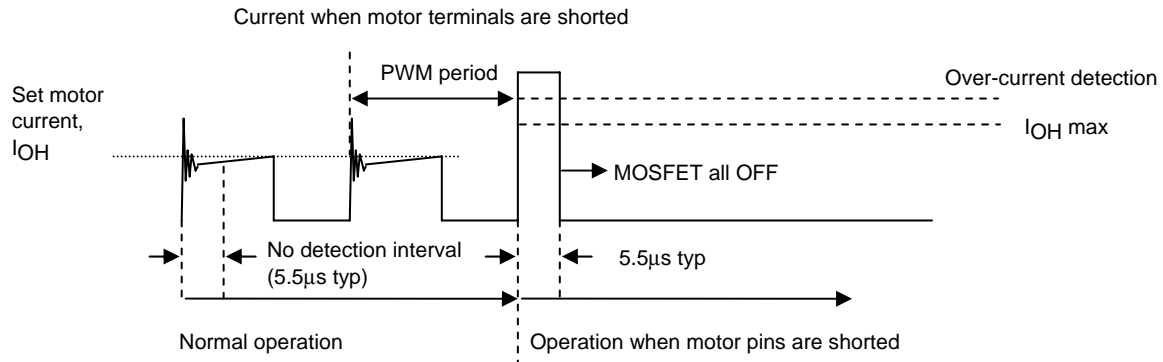 Current when motor terminals are shorted
PWM period
Over-current detection
Set motor
current,
IOH
IOH max
MOSFET all OFF
No detection interval
(5.5μs typ)
5.5μs typ
Normal operation
Operation when motor pins are shorted